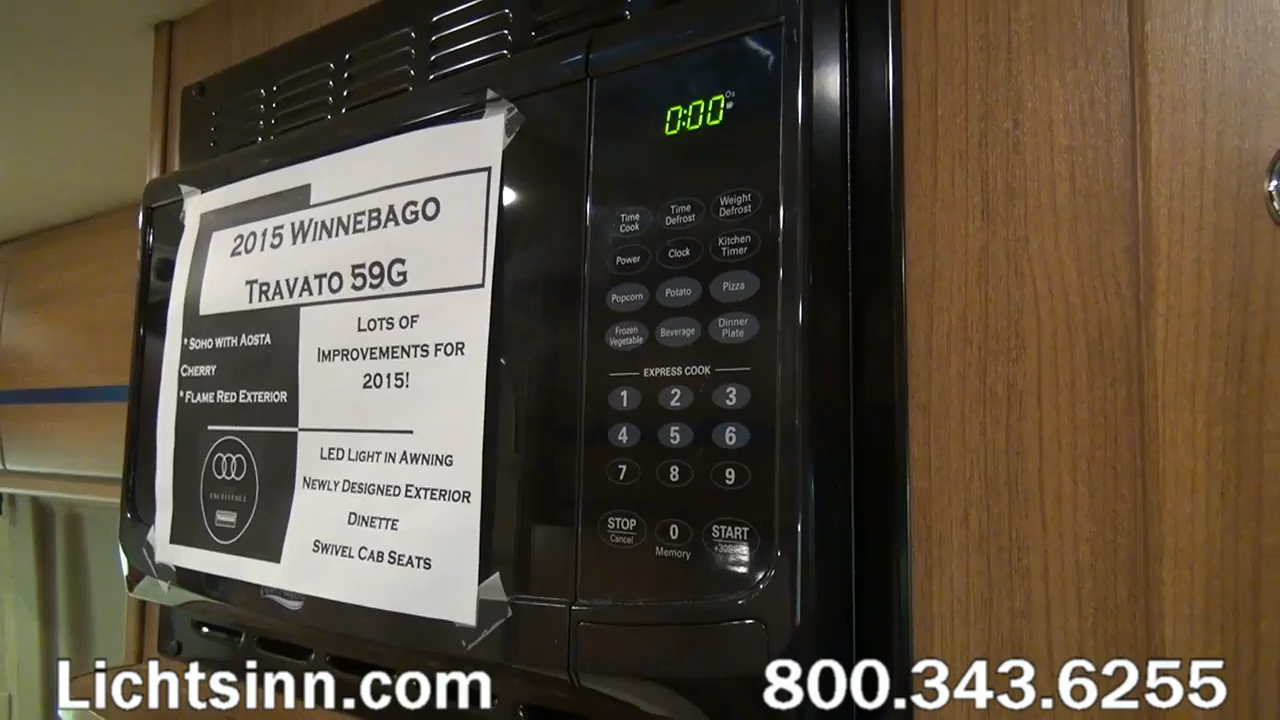 2015 WINNEBAGO
TRAVATO 59G
* SOHO WITH AOSTA
CHERRY
* FLAME RED EXTERIOR
LOTS OF
IMPROVEMENTS FOR
2015!
LED LIGHT IN AWNING
NEWLY DESIGNED EXTERIOR
DINETTE
SWIVEL CAB SEATS
EXCELLENCE
0:00
Time Cook
Time Defrost
Weight Defrost
Power
Clock
Kitchen Timer
Popcorn
Potato
Pizza
Frozen Vegetable
Beverage
Dinner Plate
EXPRESS COOK
1 2 3
4 5 6
7 8 9
STOP
Cancel
0
Memory
START
Lichtsinn.com
800.343.6255